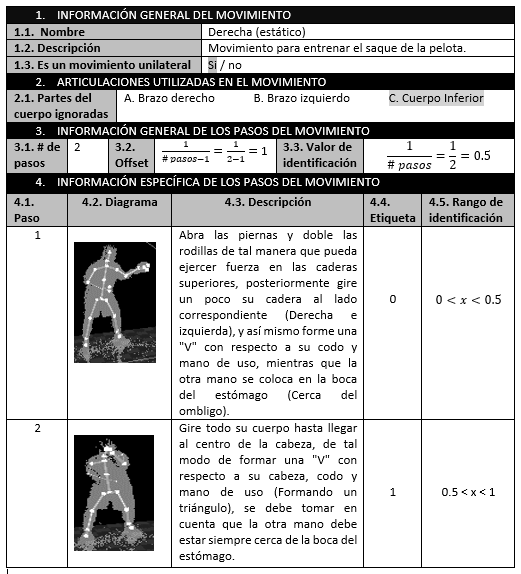 1. INFORMACIÓN GENERAL DEL MOVIMIENTO
1.1. Nombre Derecha (estático)
1.2. Descripción Movimiento para entrenar el saque de la pelota.
1.3. Es un movimiento unilateral Si / no
2. ARTICULACIONES UTILIZADAS EN EL MOVIMIENTO
2.1. Partes del cuerpo ignoradas A. Brazo derecho B. Brazo izquierdo C. Cuerpo Inferior
3. INFORMACIÓN GENERAL DE LOS PASOS DEL MOVIMIENTO
3.1. # de pasos 2 3.2. Offset 1/(# pasos−1) = 1/(2−1) = 1 3.3. Valor de identificación 1/(# pasos) = 1/2 = 0.5
4. INFORMACIÓN ESPECÍFICA DE LOS PASOS DEL MOVIMIENTO
4.1. Paso 4.2. Diagrama 4.3. Descripción 4.4. Etiqueta 4.5. Rango de identificación
1
Abra las piernas y doble las
rodillas de tal manera que pueda
ejercer fuerza en las caderas
superiores, posteriormente gire
un poco su cadera al lado
correspondiente (Derecha e
izquierda), y así mismo forme una
"V" con respecto a su codo y
mano de uso, mientras que la
otra mano se coloca en la boca
del estómago (Cerca del
ombligo).
0
0 < x < 0.5
2
Gire todo su cuerpo hasta llegar
al centro de la cabeza, de tal
modo de formar una "V" con
respecto a su cabeza, codo y
mano de uso (Formando un
triángulo), se debe tomar en
cuenta que la otra mano debe
estar siempre cerca de la boca del
estómago.
1
0.5 < x < 1